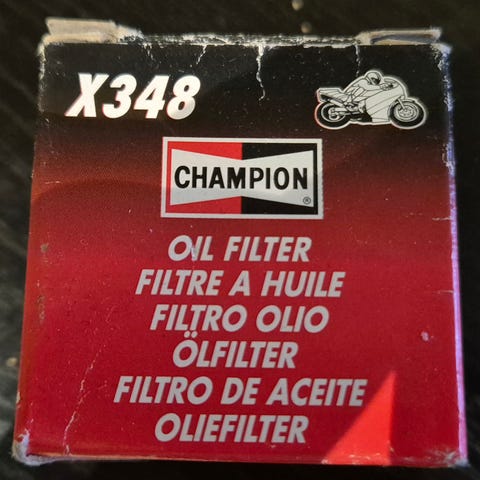 X348
CHAMPION
®
OIL FILTER
FILTRE A HUILE
FILTRO OLIO
ÖLFILTER
FILTRO DE ACEITE
OLIEFILTER